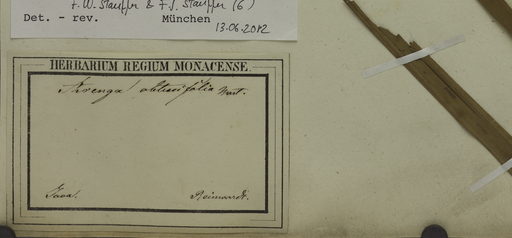 F. W. Stauffer & F. J. Stauffer (6)
Det. - rev. München
13.06.2012
HERBARIUM REGIUM MONACENSE.
Arenga obtusifolia Mart.
Java. Reinwardt.